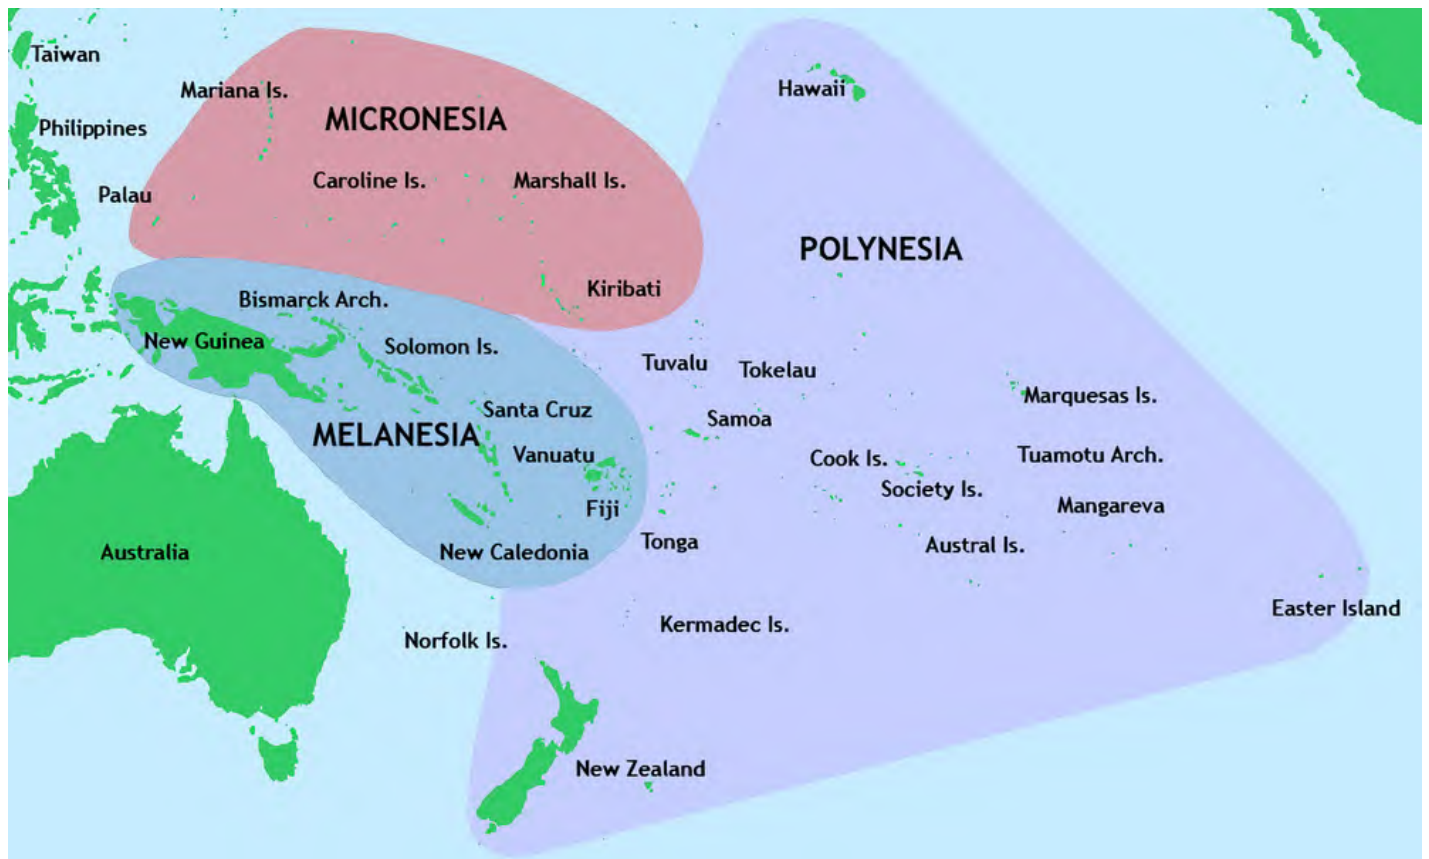 Taiwan
Hawaii
Mariana Is.
MICRONESIA
Philippines
Caroline Is.
Marshall Is.
Palau
POLYNESIA
Kiribati
Bismarck Arch.
New Guinea
Solomon Is.
Tuvalu
Tokelau
Marquesas Is.
Santa Cruz
Samoa
MELANESIA
Vanuatu
Cook Is.
Tuamotu Arch.
Society Is.
Fiji
Mangareva
Tonga
Austral Is.
Australia
New Caledonia
Easter Island
Norfolk Is.
Kermadec Is.
New Zealand